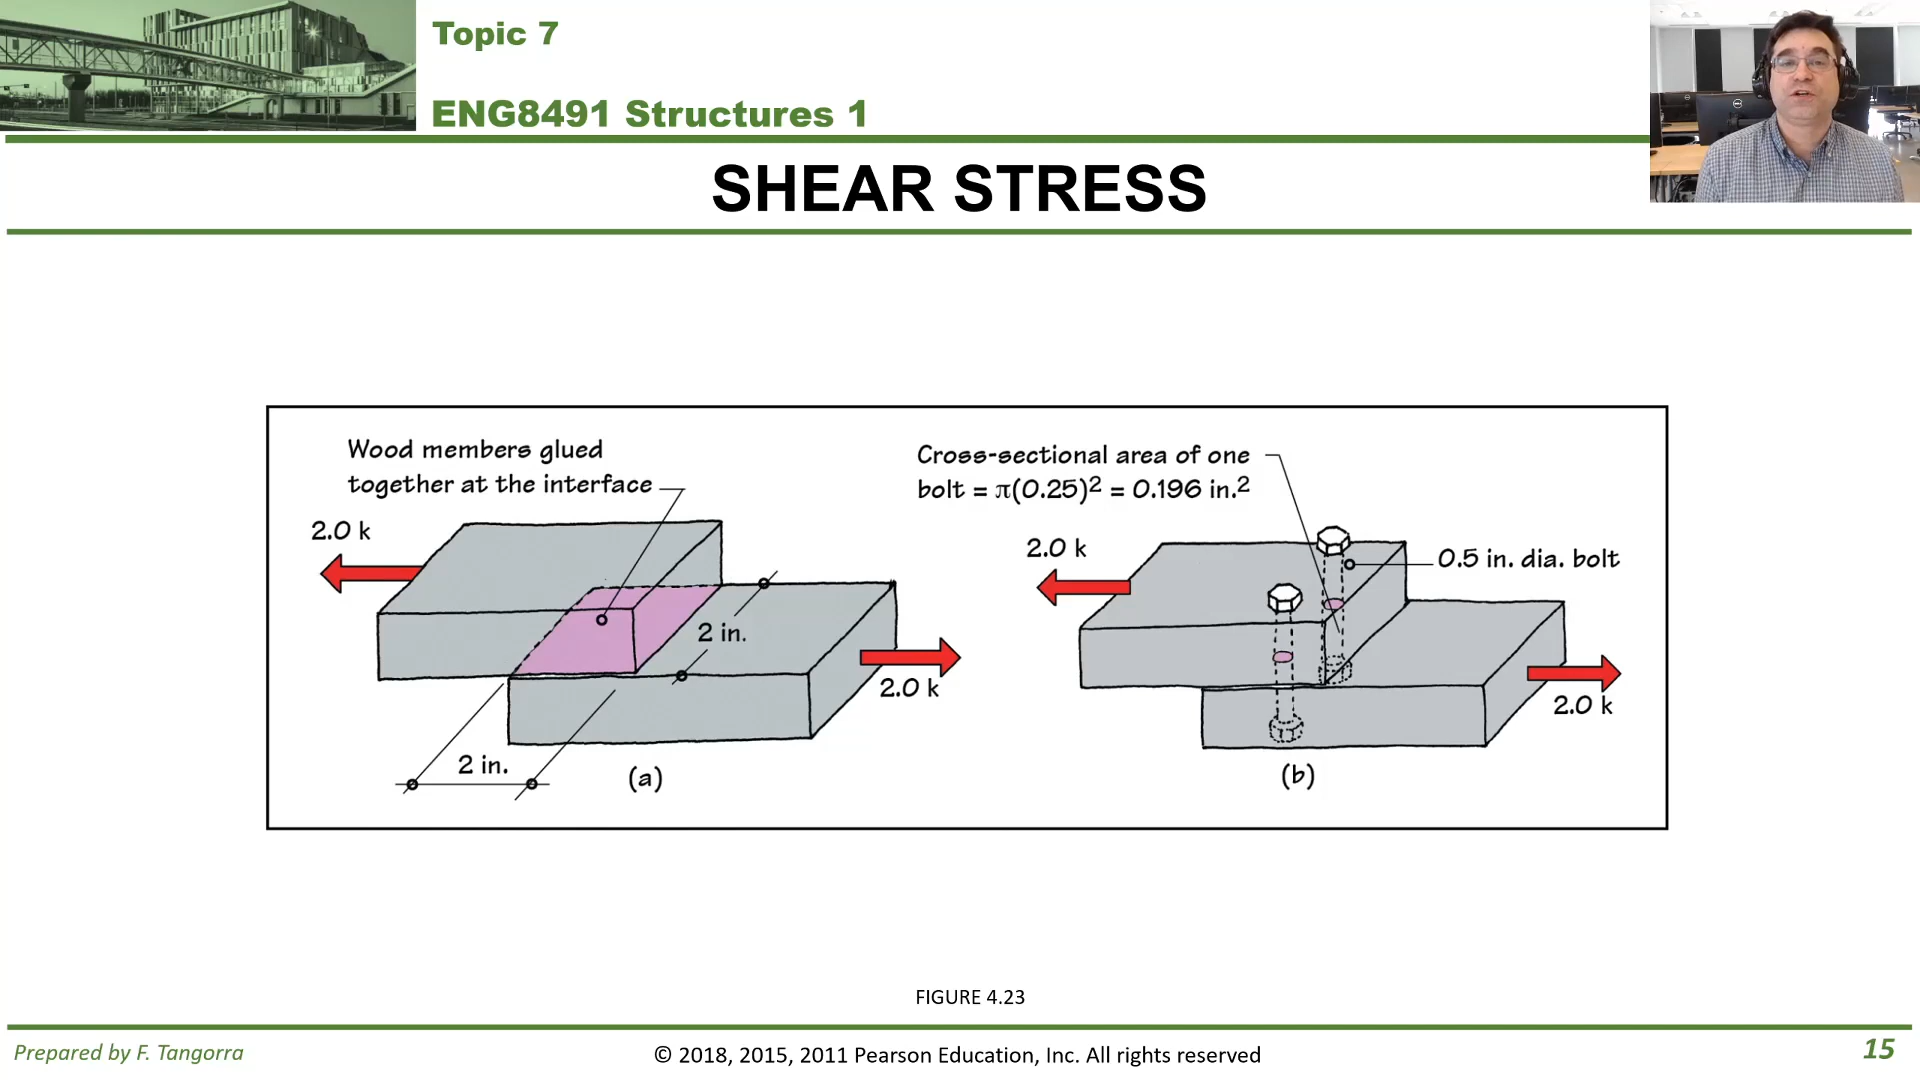 Topic 7
ENG8491 Structures 1
SHEAR STRESS
Wood members glued
together at the interface
2.0 k
2 in.
2.0 k
2 in.
(a)
Cross-sectional area of one
bolt = π(0.25)² = 0.196 in.²
2.0 k
0.5 in. dia. bolt
2.0 k
(b)
FIGURE 4.23
Prepared by F. Tangorra
© 2018, 2015, 2011 Pearson Education, Inc. All rights reserved
15